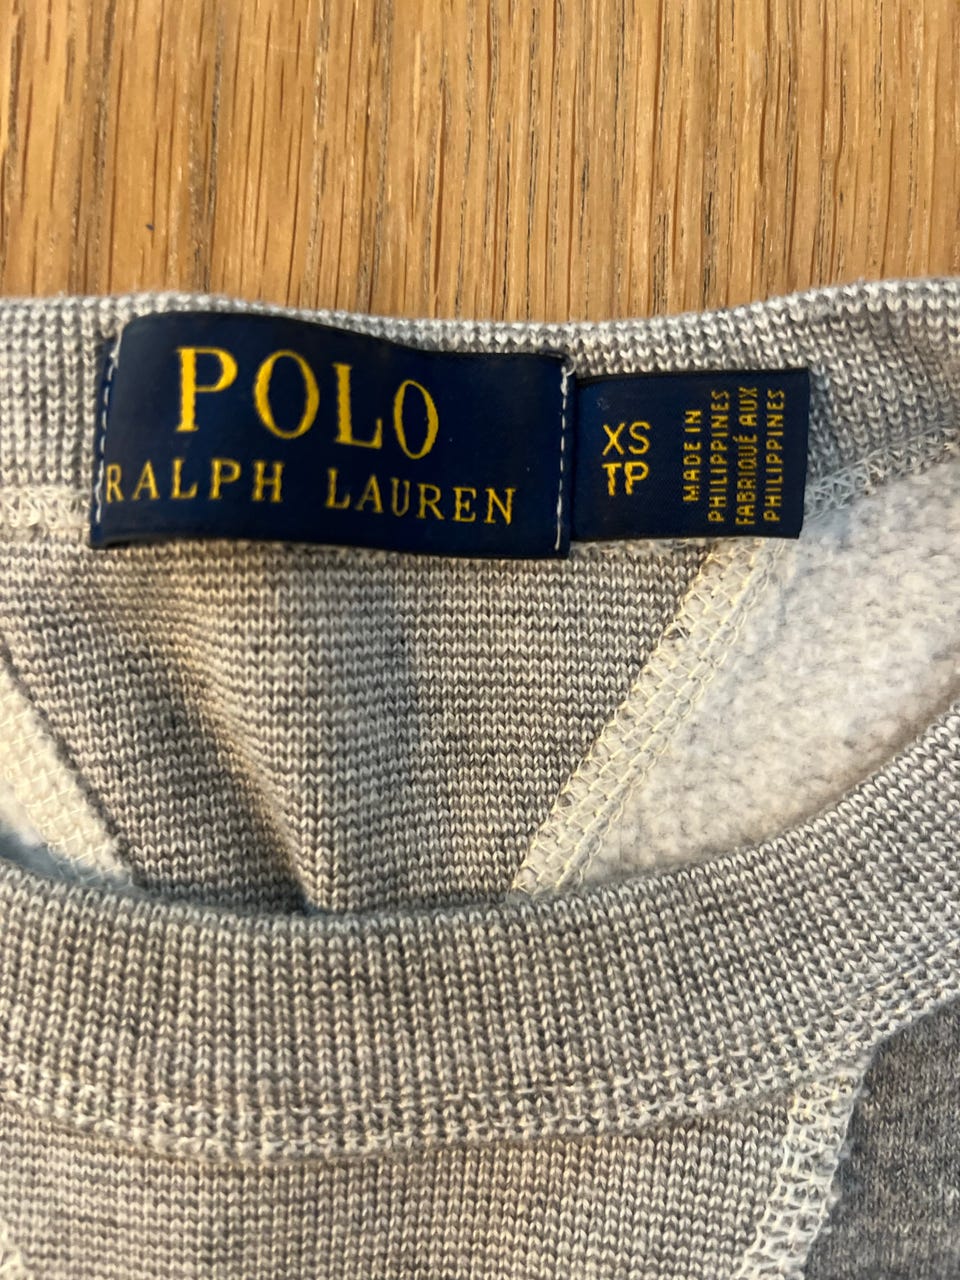 POLO
RALPH LAUREN
XS
TP
MADE IN
PHILIPPINES
FABRIQUÉ AUX
PHILIPPINES